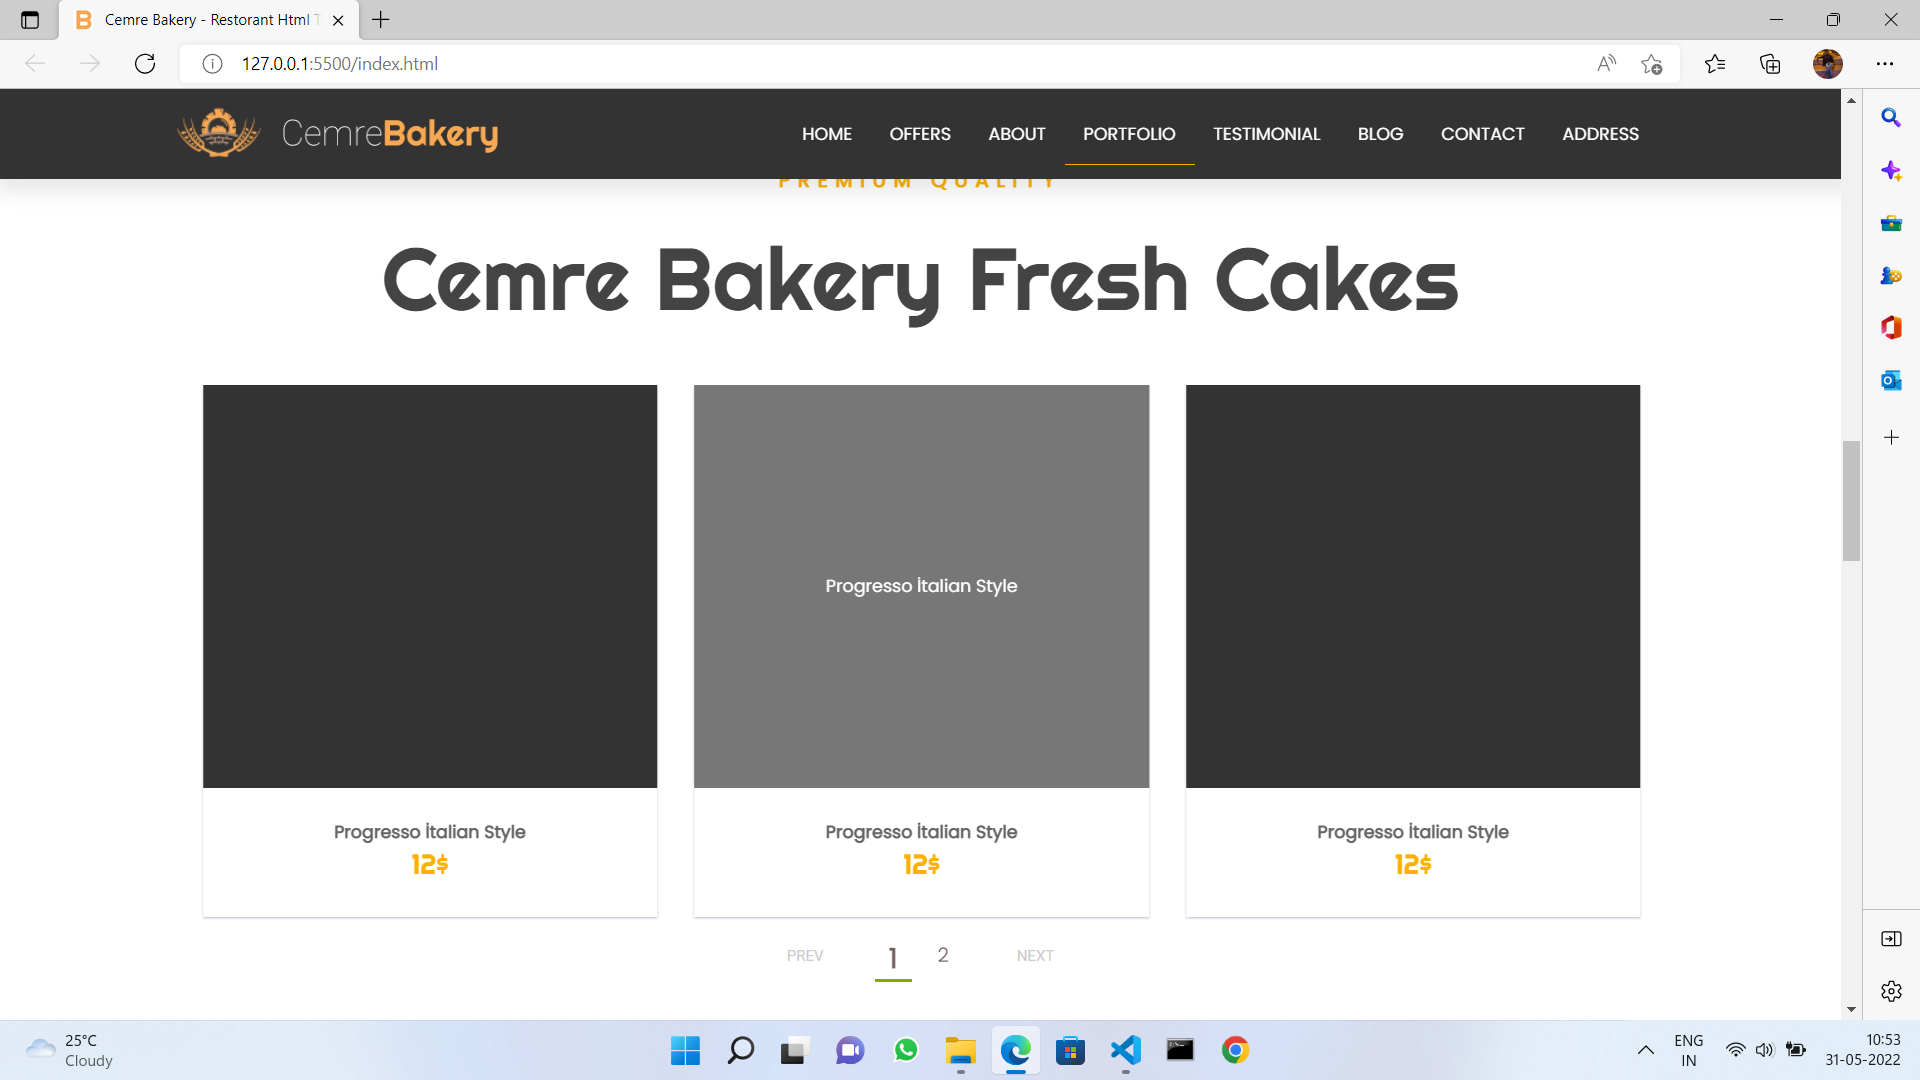 Cemre Bakery - Restorant Html T
127.0.0.1:5500/index.html
CemreBakery
HOME OFFERS ABOUT PORTFOLIO TESTIMONIAL BLOG CONTACT ADDRESS
PREMIUM QUALITY
Cemre Bakery Fresh Cakes
Progresso İtalian Style
Progresso İtalian Style Progresso İtalian Style Progresso İtalian Style
12$ 12$ 12$
PREV 1 2 NEXT
25°C
Cloudy
ENG
IN
10:53
31-05-2022